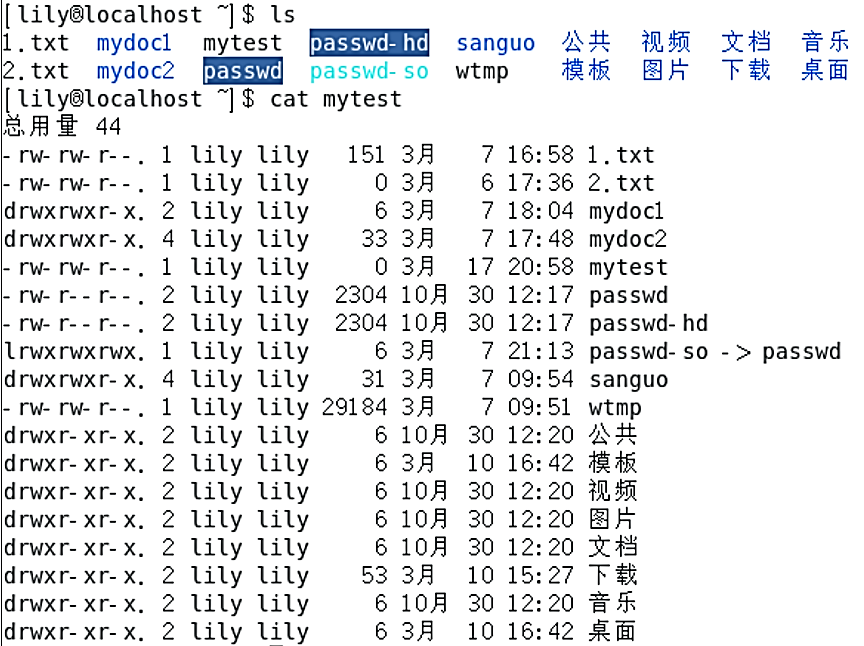 [lily@localhost ~]$ ls
1.txt  mydoc1  mytest  passwd-hd  sanguo  公共  视频  文档  音乐
2.txt  mydoc2  passwd  passwd-so  wtmp    模板  图片  下载  桌面
[lily@localhost ~]$ cat mytest
总用量 44
-rw-rw-r--. 1 lily lily   151 3月   7 16:58 1.txt
-rw-rw-r--. 1 lily lily     0 3月   6 17:36 2.txt
drwxrwxr-x. 2 lily lily     6 3月   7 18:04 mydoc1
drwxrwxr-x. 4 lily lily    33 3月   7 17:48 mydoc2
-rw-rw-r--. 1 lily lily     0 3月  17 20:58 mytest
-rw-r--r--. 2 lily lily  2304 10月 30 12:17 passwd
-rw-r--r--. 2 lily lily  2304 10月 30 12:17 passwd-hd
lrwxrwxrwx. 1 lily lily     6 3月   7 21:13 passwd-so -> passwd
drwxrwxr-x. 4 lily lily    31 3月   7 09:54 sanguo
-rw-rw-r--. 1 lily lily 29184 3月   7 09:51 wtmp
drwxr-xr-x. 2 lily lily     6 10月 30 12:20 公共
drwxr-xr-x. 2 lily lily     6 3月  10 16:42 模板
drwxr-xr-x. 2 lily lily     6 10月 30 12:20 视频
drwxr-xr-x. 2 lily lily     6 10月 30 12:20 图片
drwxr-xr-x. 2 lily lily     6 10月 30 12:20 文档
drwxr-xr-x. 2 lily lily    53 3月  10 15:27 下载
drwxr-xr-x. 2 lily lily     6 10月 30 12:20 音乐
drwxr-xr-x. 2 lily lily     6 3月  10 16:42 桌面